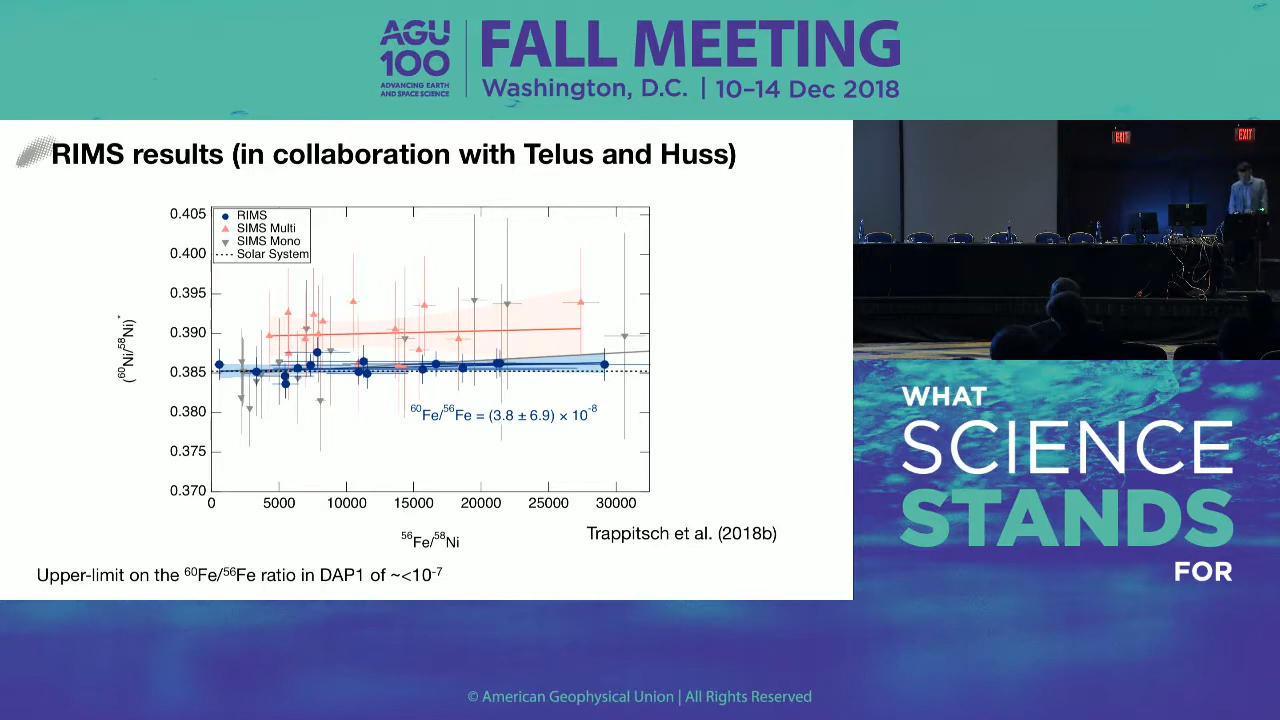 AGU
100
ADVANCING EARTH
AND SPACE SCIENCE
FALL MEETING
Washington, D.C. | 10–14 Dec 2018
RIMS results (in collaboration with Telus and Huss)
0.405
0.400
0.395
0.390
0.385
0.380
0.375
0.370
(⁶⁰Ni/⁵⁸Ni)*
RIMS
SIMS Multi
SIMS Mono
Solar System
⁶⁰Fe/⁵⁶Fe = (3.8 ± 6.9) × 10⁻⁸
0 5000 10000 15000 20000 25000 30000
⁵⁶Fe/⁵⁸Ni
Trappitsch et al. (2018b)
Upper-limit on the ⁶⁰Fe/⁵⁶Fe ratio in DAP1 of ~<10⁻⁷
EXIT
EXIT
WHAT
SCIENCE
STANDS
FOR
© American Geophysical Union | All Rights Reserved